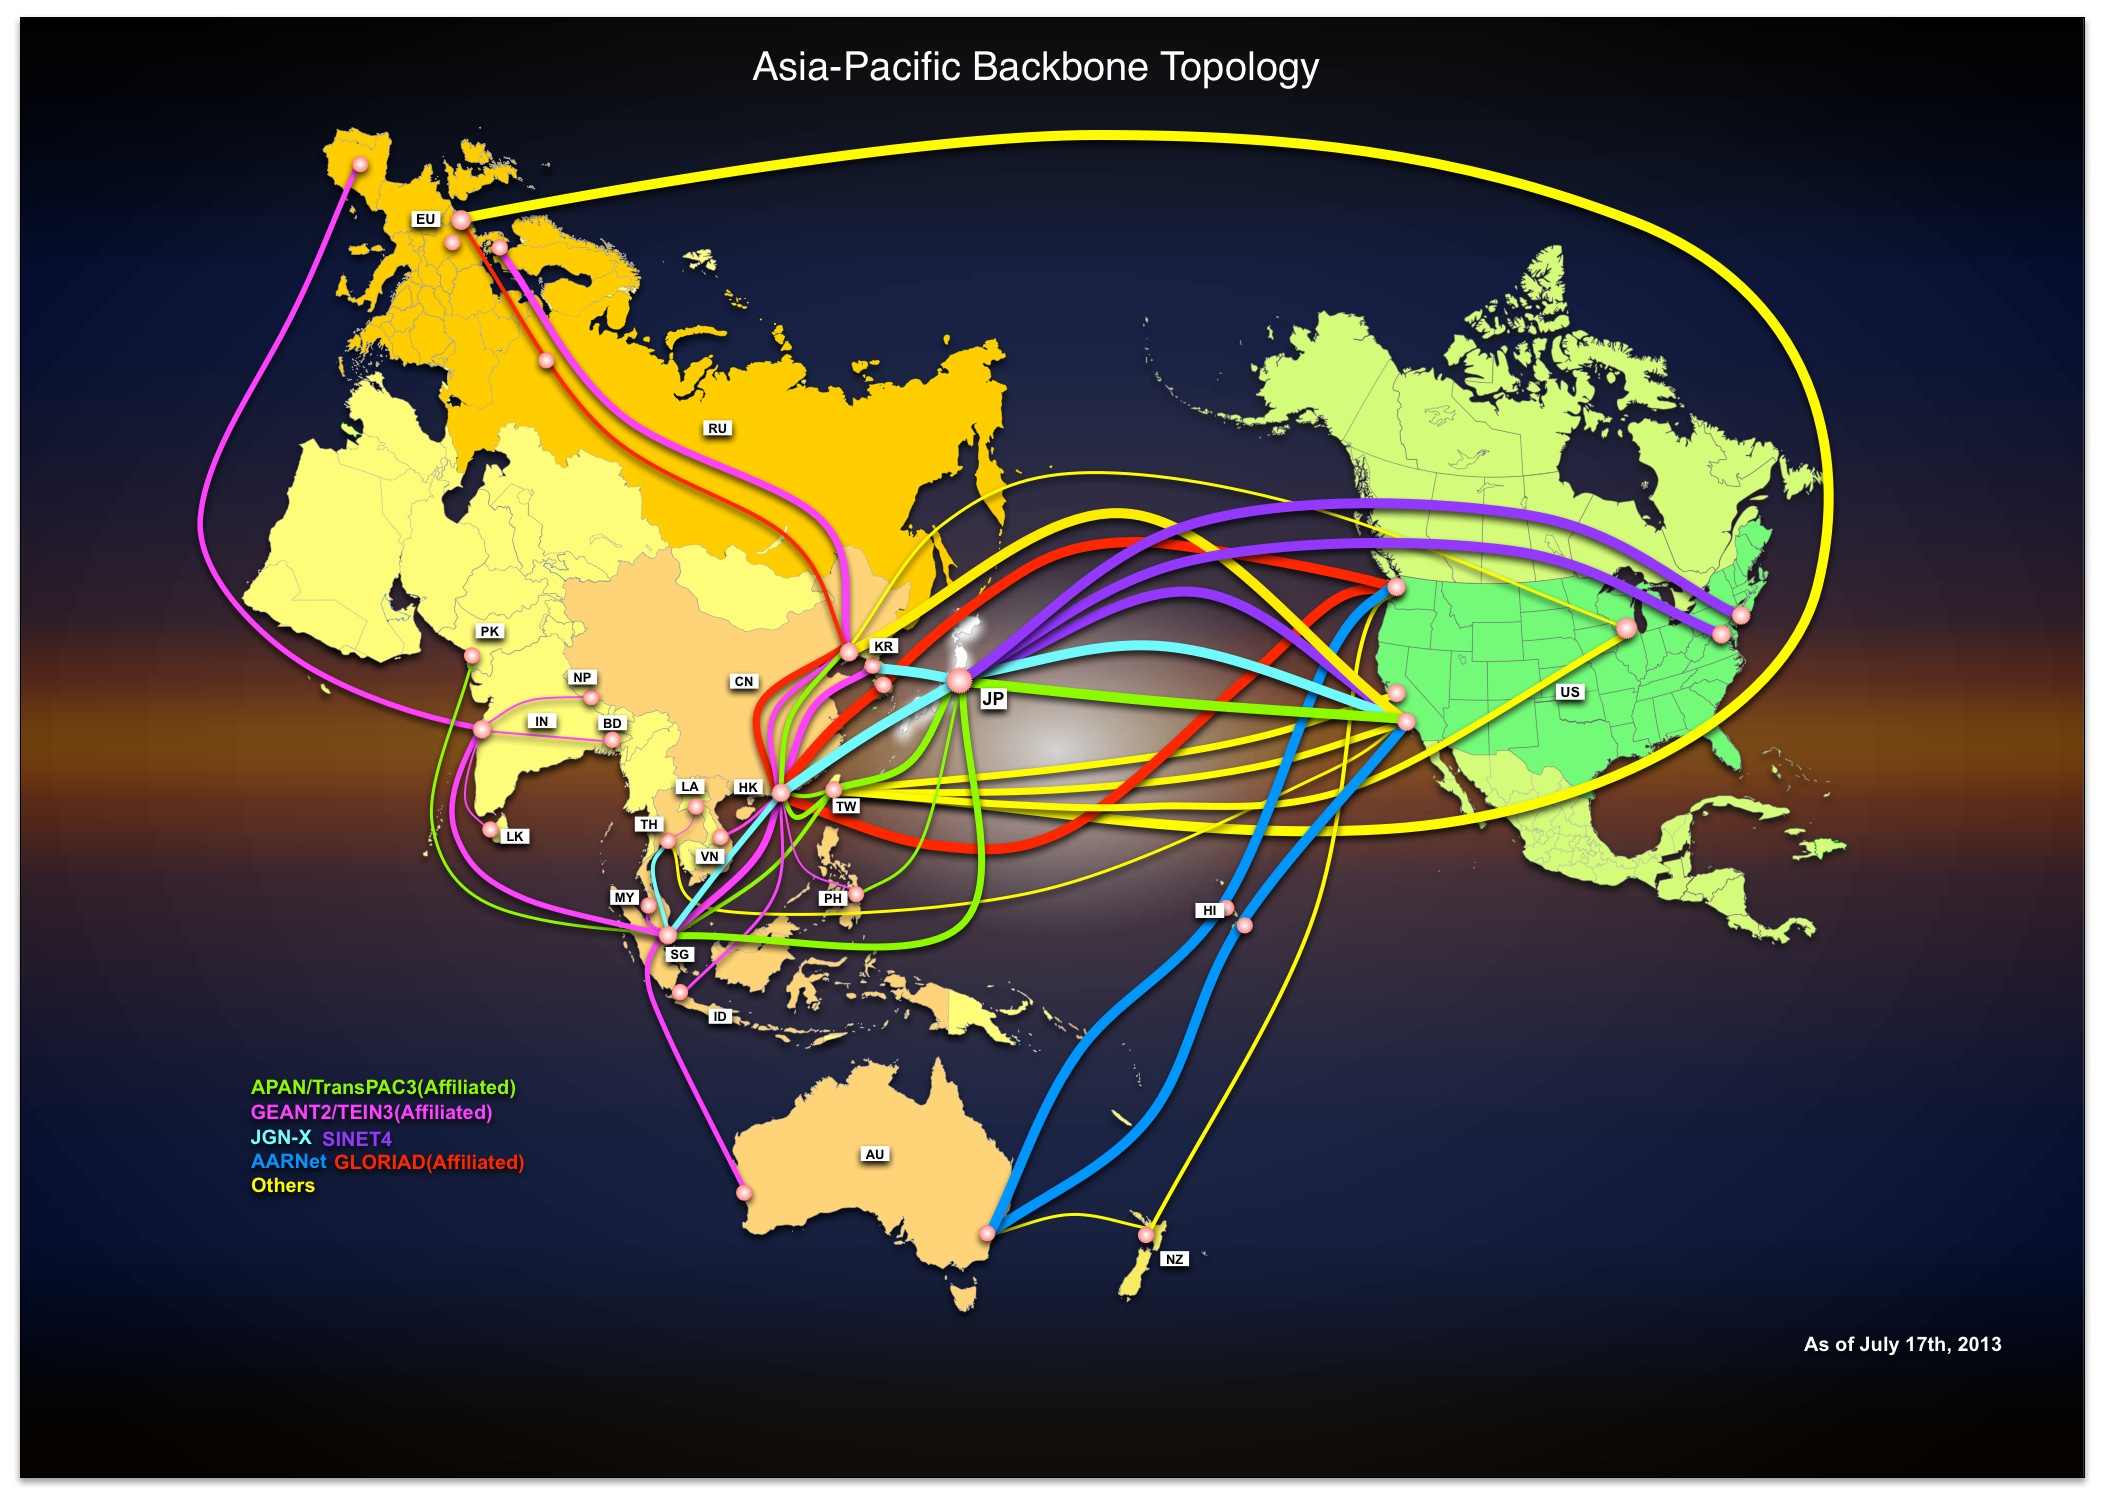 Asia-Pacific Backbone Topology
EU
RU
PK
KR
NP
CN
JP
US
IN
BD
LA
HK
TW
TH
LK
VN
MY
PH
HI
SG
ID
APAN/TransPAC3(Affiliated)
GEANT2/TEIN3(Affiliated)
JGN-X SINET4
AARNet GLORIAD(Affiliated)
Others
AU
NZ
As of July 17th, 2013